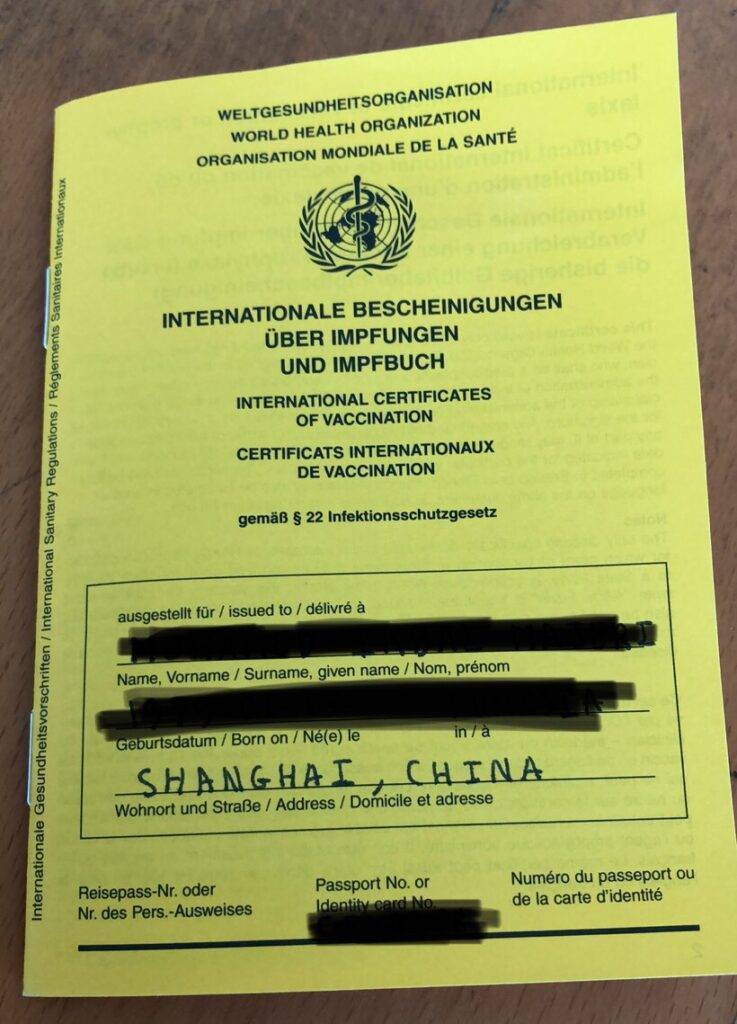 WELTGESUNDHEITSORGANISATION
WORLD HEALTH ORGANIZATION
ORGANISATION MONDIALE DE LA SANTÉ
INTERNATIONALE BESCHEINIGUNGEN
ÜBER IMPFUNGEN
UND IMPFBUCH
INTERNATIONAL CERTIFICATES
OF VACCINATION
CERTIFICATS INTERNATIONAUX
DE VACCINATION
gemäß § 22 Infektionsschutzgesetz
ausgestellt für / issued to / délivré à
Name, Vorname / Surname, given name / Nom, prénom
Geburtsdatum / Born on / Né(e) le in / à
SHANGHAI, CHINA
Wohnort und Straße / Address / Domicile et adresse
Reisepass-Nr. oder
Nr. des Pers.-Ausweises
Passport No. or
Identity card No.
Numéro du passeport ou
de la carte d'identité
Internationale Gesundheitsvorschriften / International Sanitary Regulations / Règlements Sanitaires Internationaux